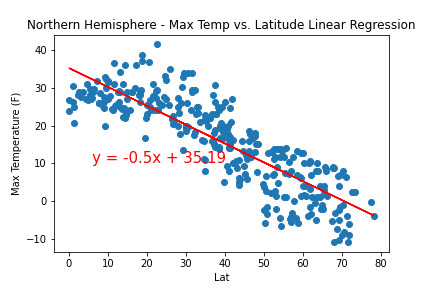 Northern Hemisphere - Max Temp vs. Latitude Linear Regression
40
30
20
10
0
−10
Max Temperature (F)
y = -0.5x + 35.19
0 10 20 30 40 50 60 70 80
Lat